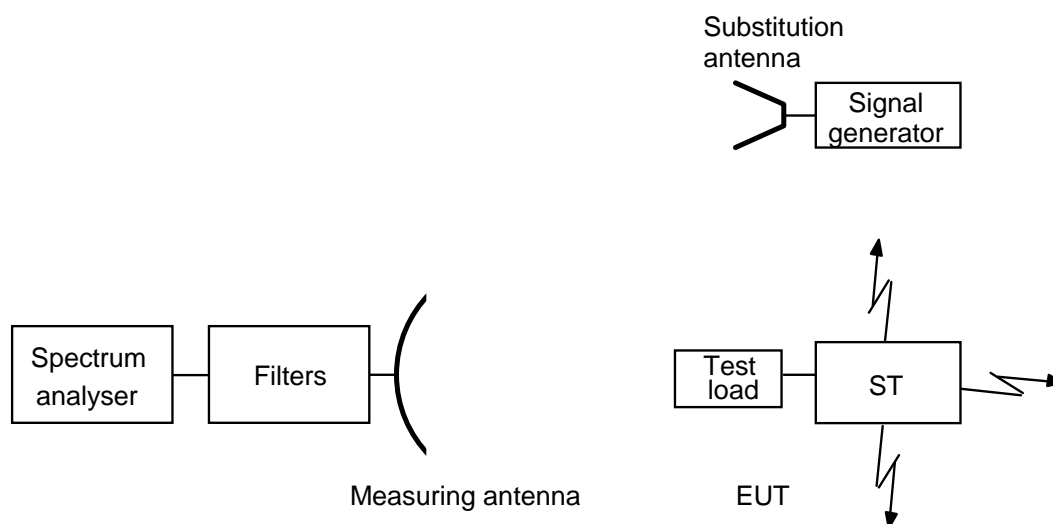 Substitution
antenna
Signal
generator
Spectrum
analyser
Filters
Test
load
ST
Measuring antenna
EUT